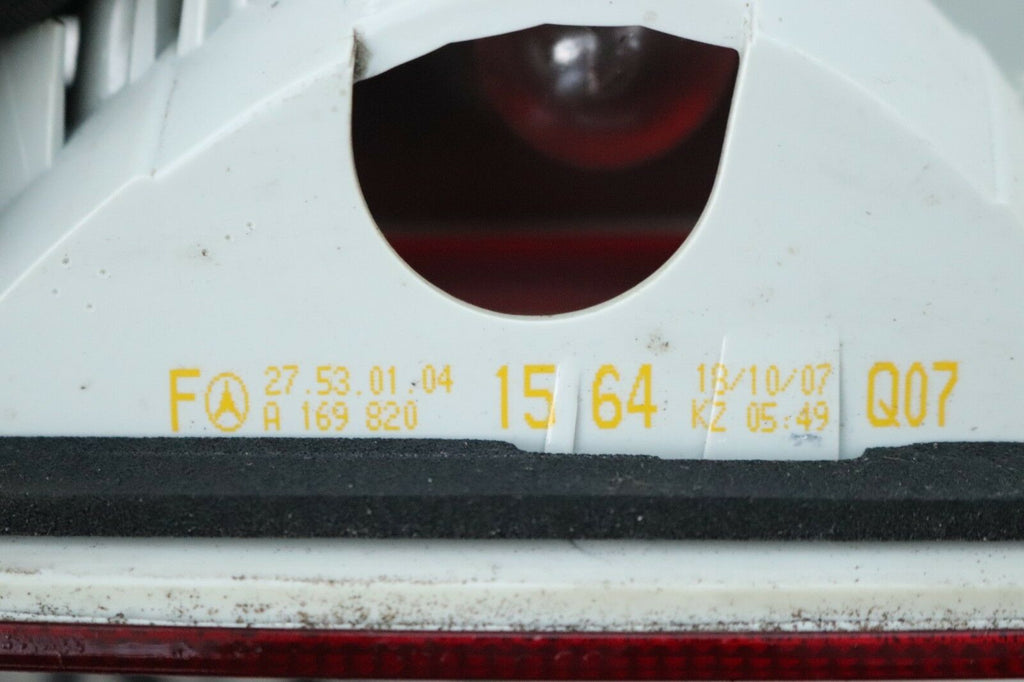 F 27.53.01.04 15 64 18/10/07 Q07
A 169 820 KZ 05:49